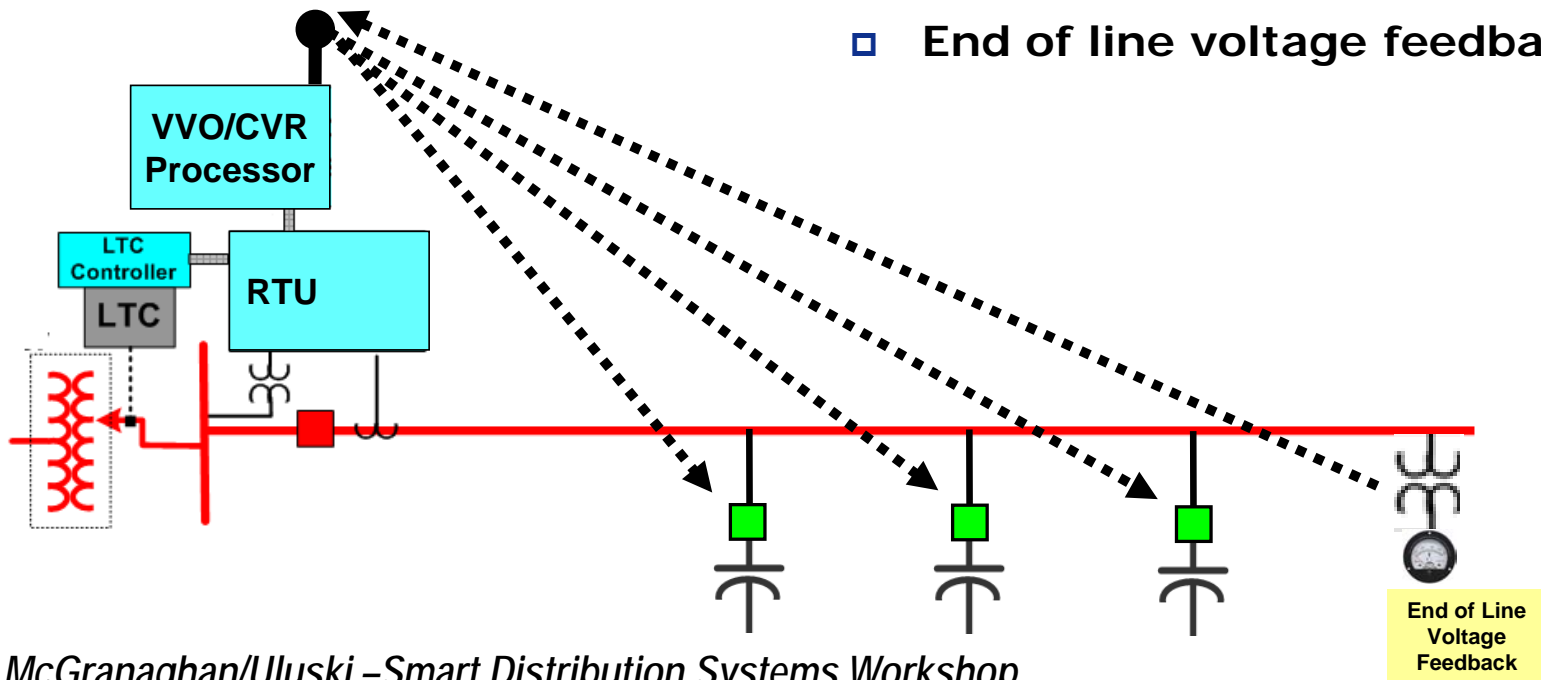 End of line voltage feedba
VVO/CVR
Processor
LTC
Controller
LTC
RTU
End of Line
Voltage
Feedback
McGranaghan/Uluski –Smart Distribution Systems Workshop